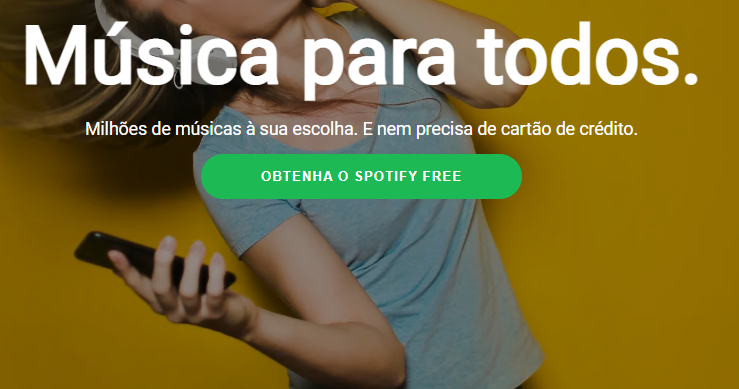 Música para todos.
Milhões de músicas à sua escolha. E nem precisa de cartão de crédito.
OBTENHA O SPOTIFY FREE